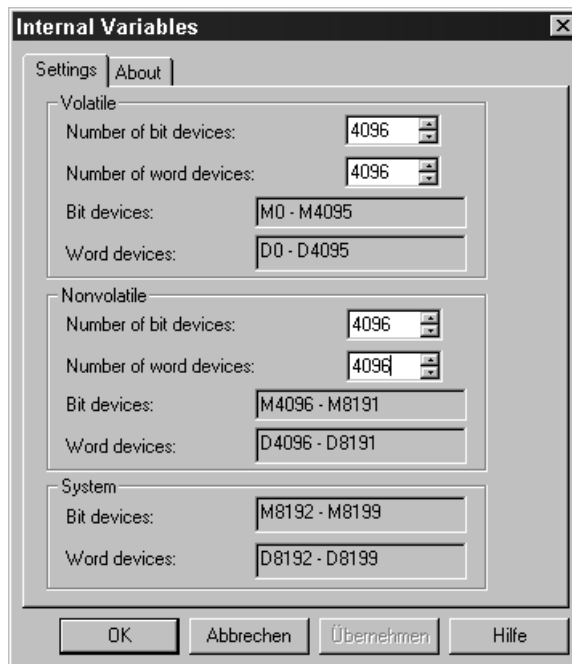 Internal Variables
Settings About
Volatile
Number of bit devices: 4096
Number of word devices: 4096
Bit devices: M0 - M4095
Word devices: D0 - D4095
Nonvolatile
Number of bit devices: 4096
Number of word devices: 4096
Bit devices: M4096 - M8191
Word devices: D4096 - D8191
System
Bit devices: M8192 - M8199
Word devices: D8192 - D8199
OK Abbrechen Übernehmen Hilfe